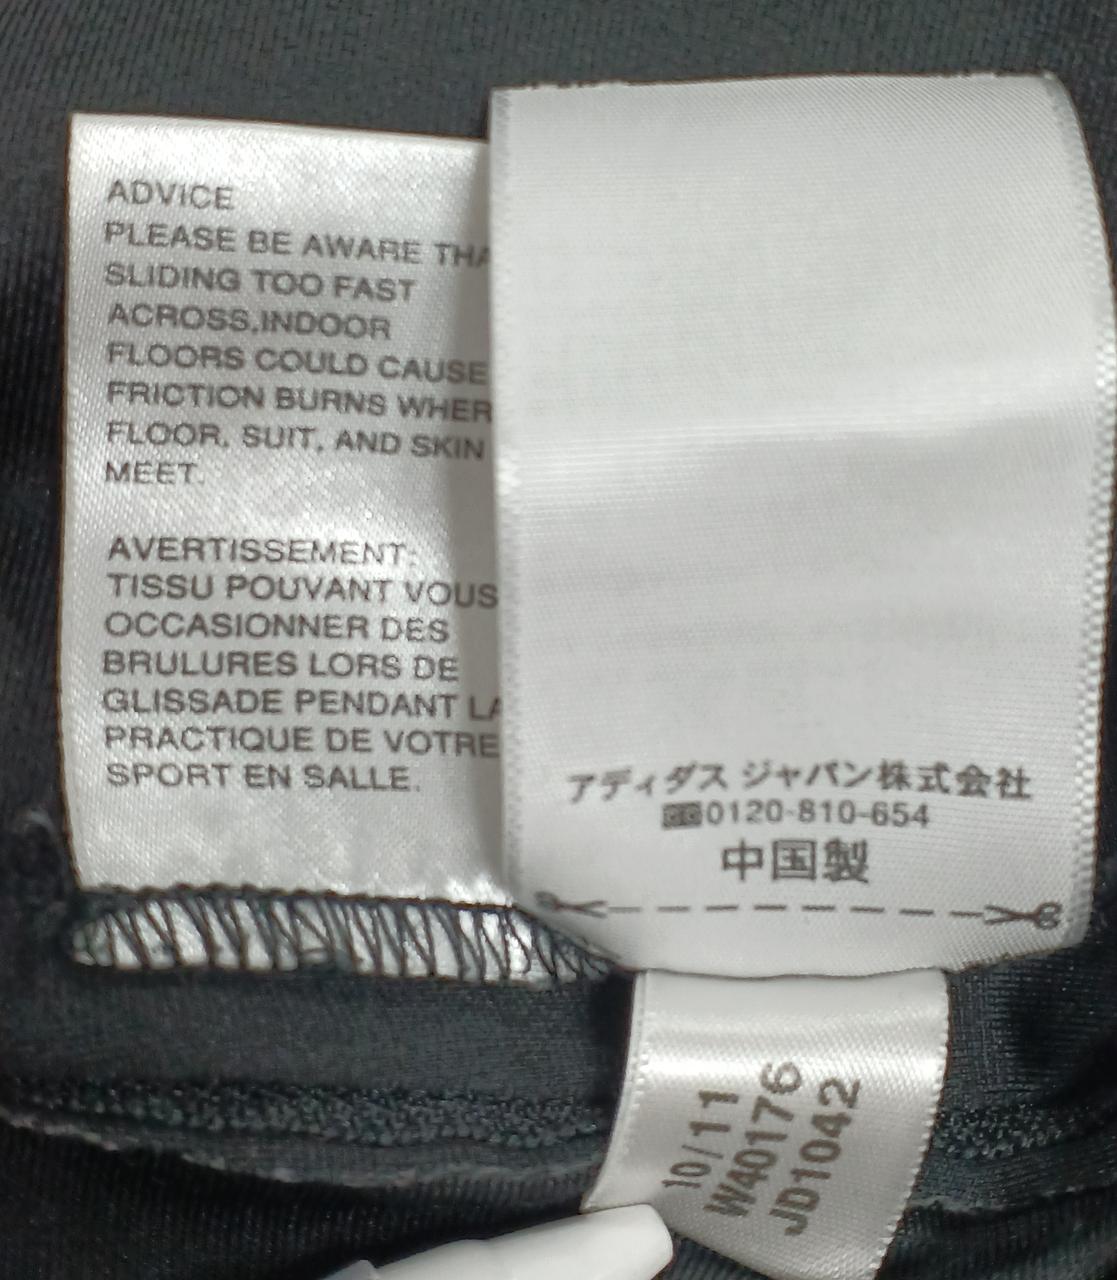 ADVICE
PLEASE BE AWARE THA
SLIDING TOO FAST
ACROSS,INDOOR
FLOORS COULD CAUSE
FRICTION BURNS WHER
FLOOR, SUIT, AND SKIN
MEET.
AVERTISSEMENT:
TISSU POUVANT VOUS
OCCASIONNER DES
BRULURES LORS DE
GLISSADE PENDANT LA
PRACTIQUE DE VOTRE
SPORT EN SALLE.
アディダス ジャパン株式会社
0120-810-654
中国製
10/11
W40176
JD1042